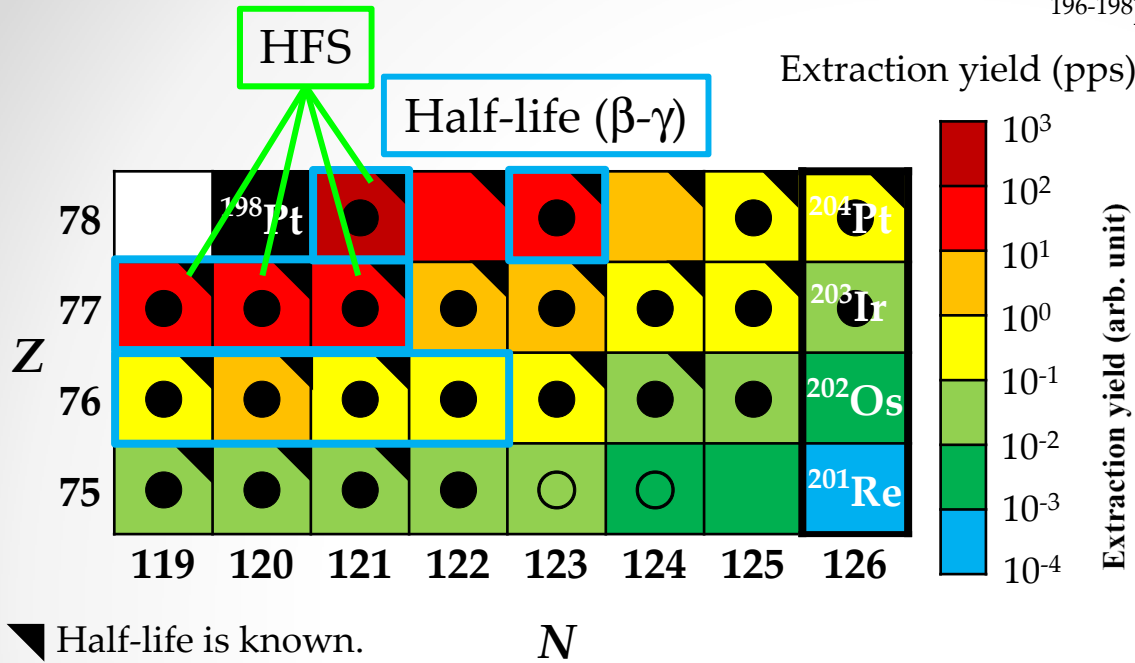 196-198
HFS
Extraction yield (pps)
Half-life (β-γ)
10³
10²
10¹
10⁰
10⁻¹
10⁻²
10⁻³
10⁻⁴
Extraction yield (arb. unit)
78
¹⁹⁸Pt
²⁰⁴Pt
77
²⁰³Ir
Z
76
²⁰²Os
75
²⁰¹Re
119 120 121 122 123 124 125 126
Half-life is known.
N